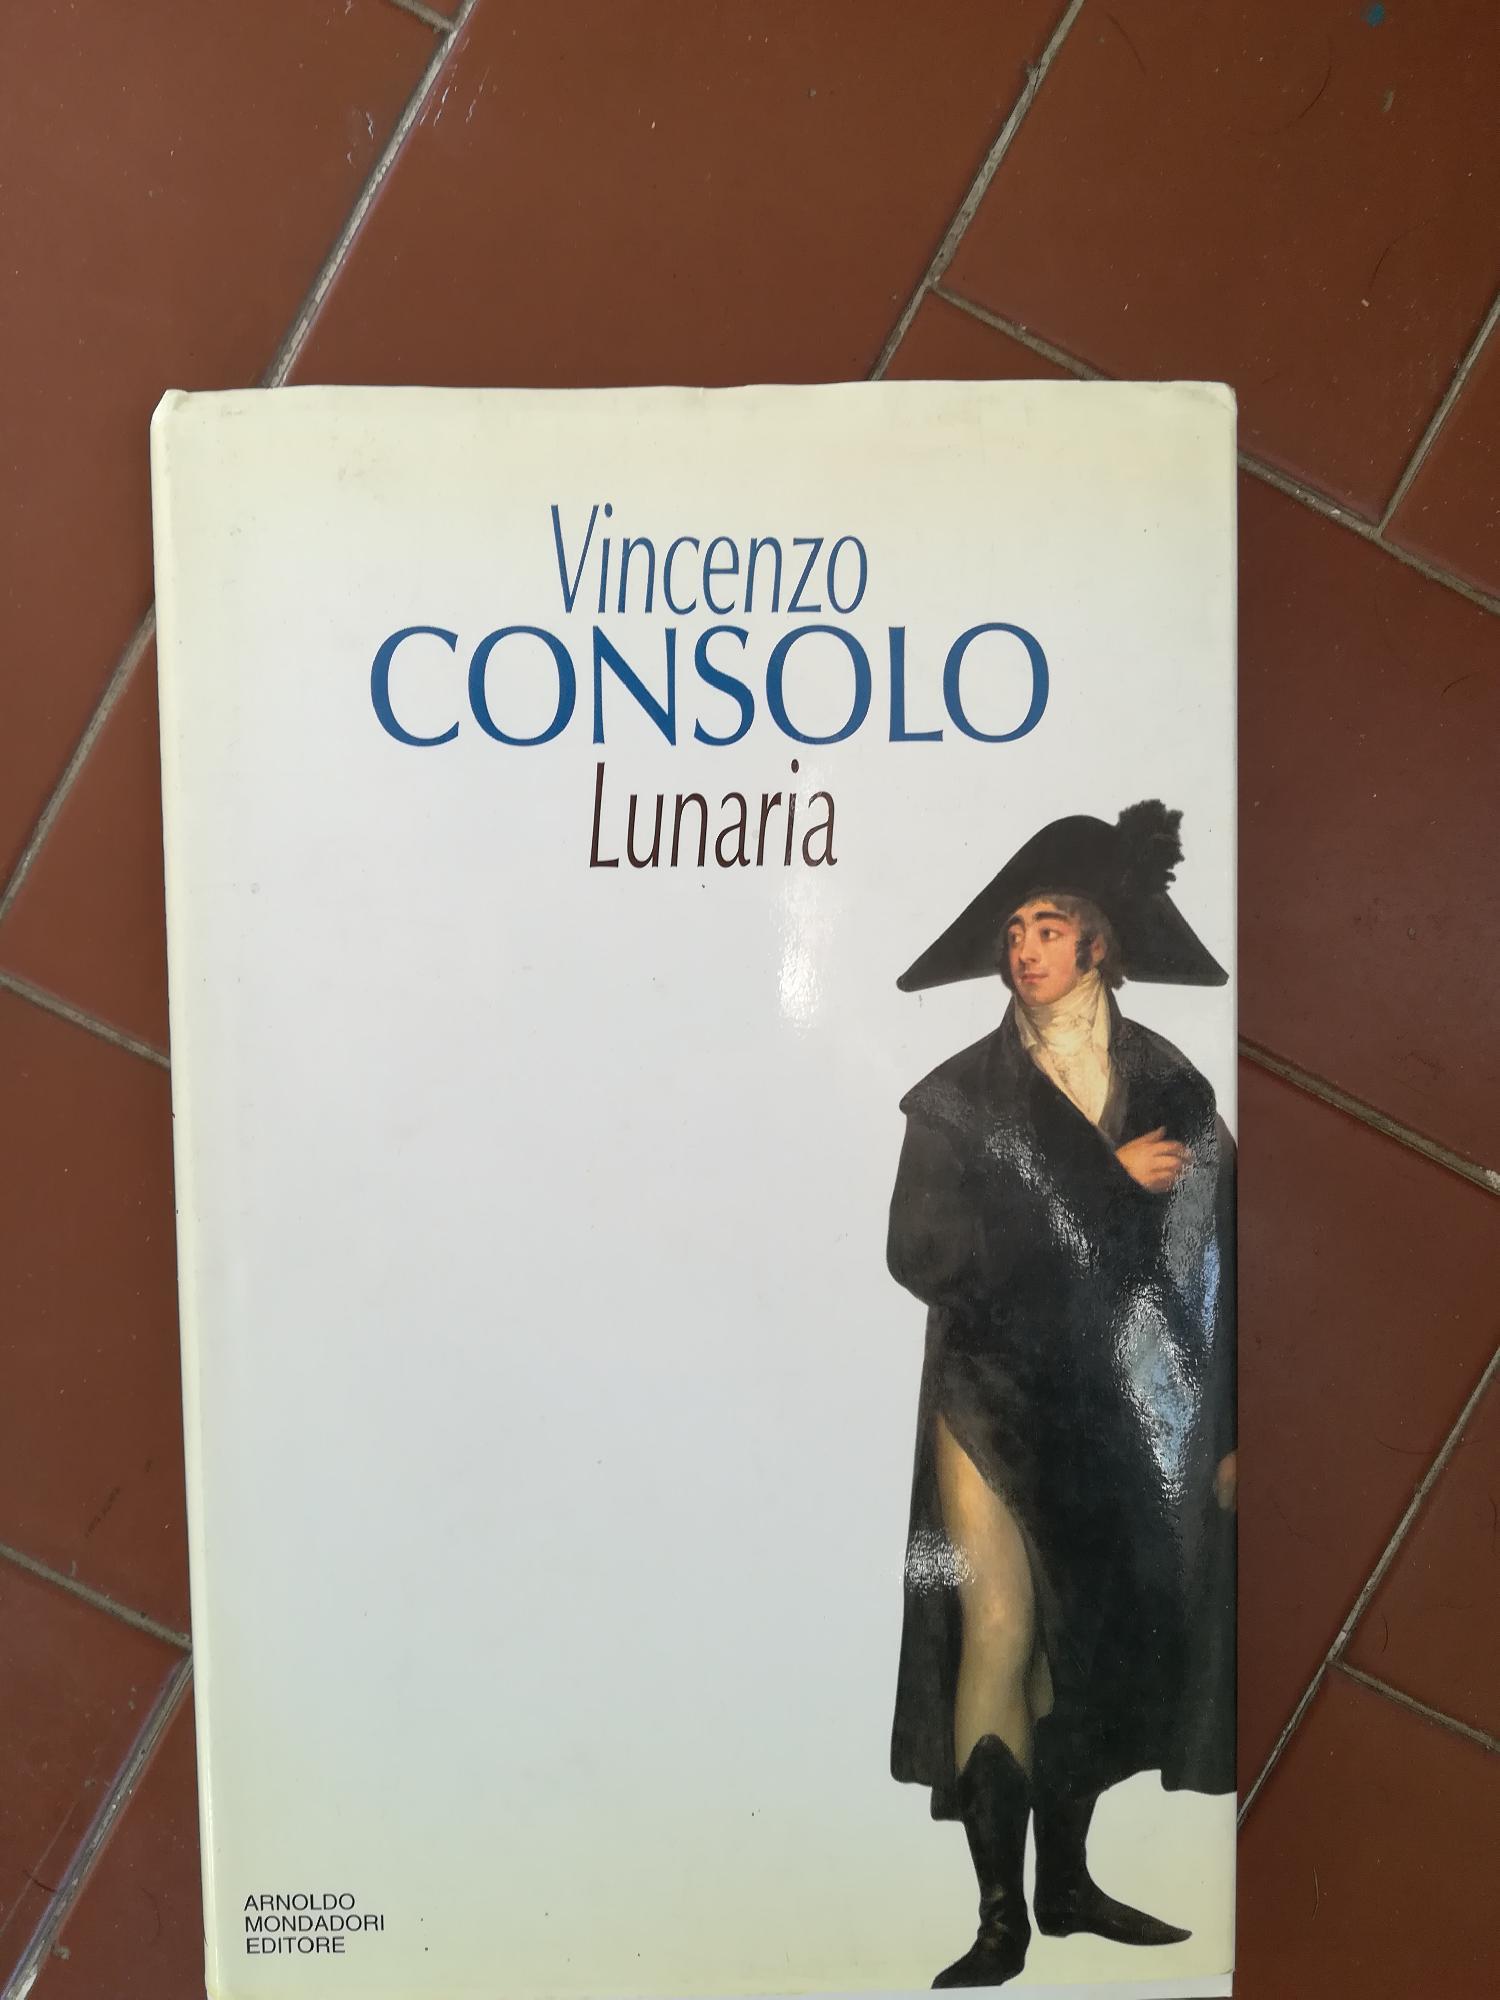 Vincenzo
CONSOLO
Lunaria
ARNOLDO
MONDADORI
EDITORE